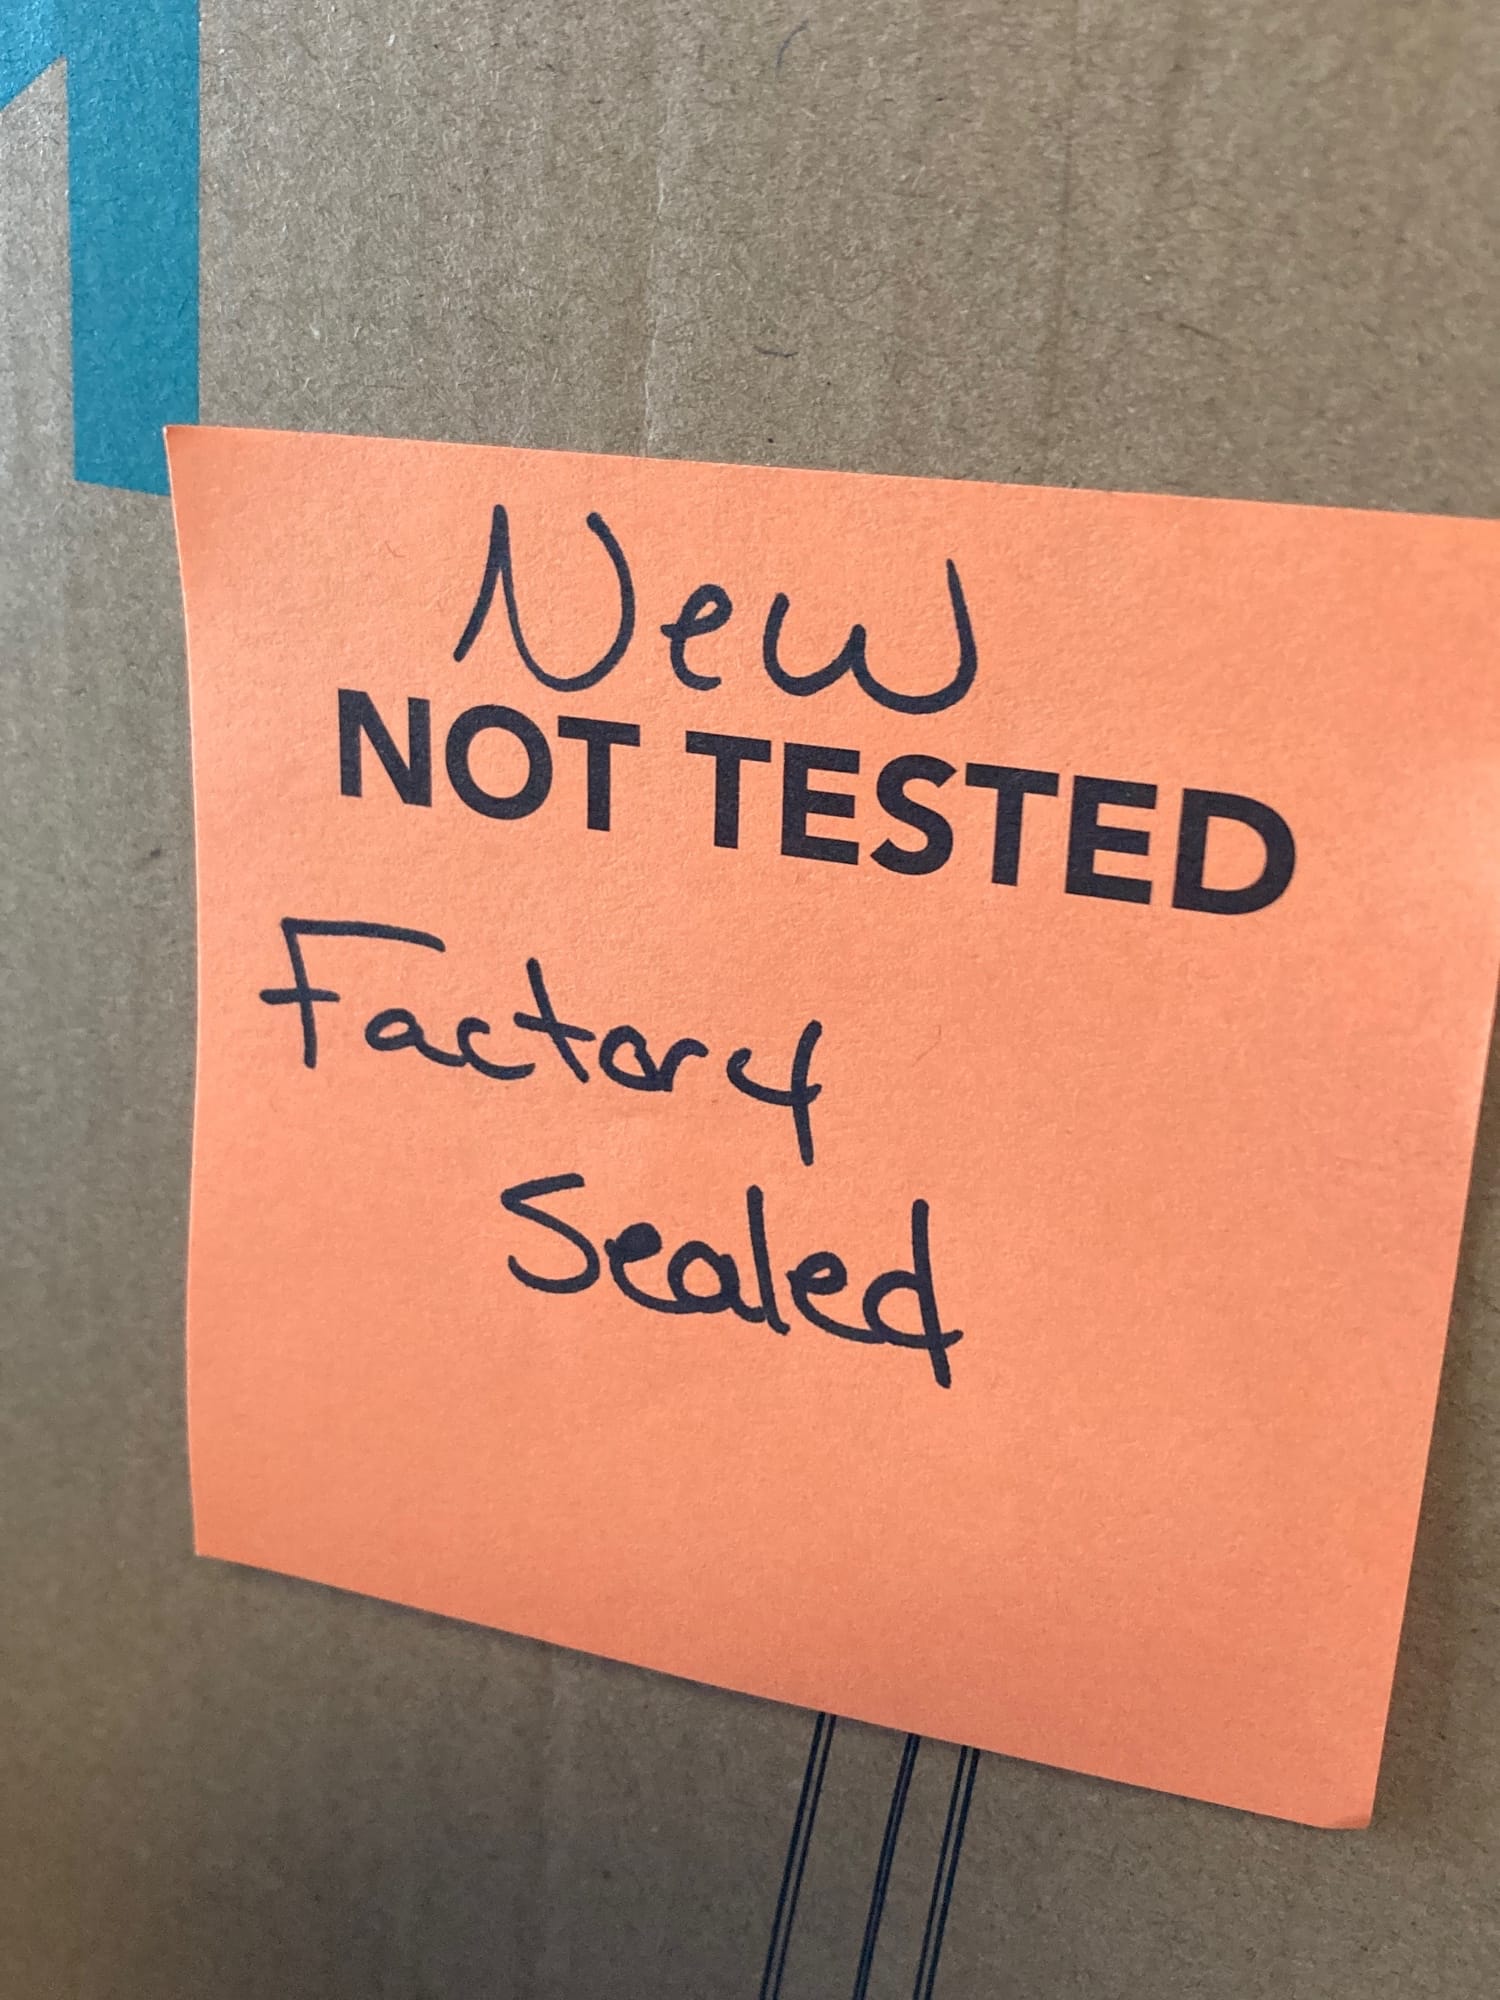 New
NOT TESTED
Factory
Sealed